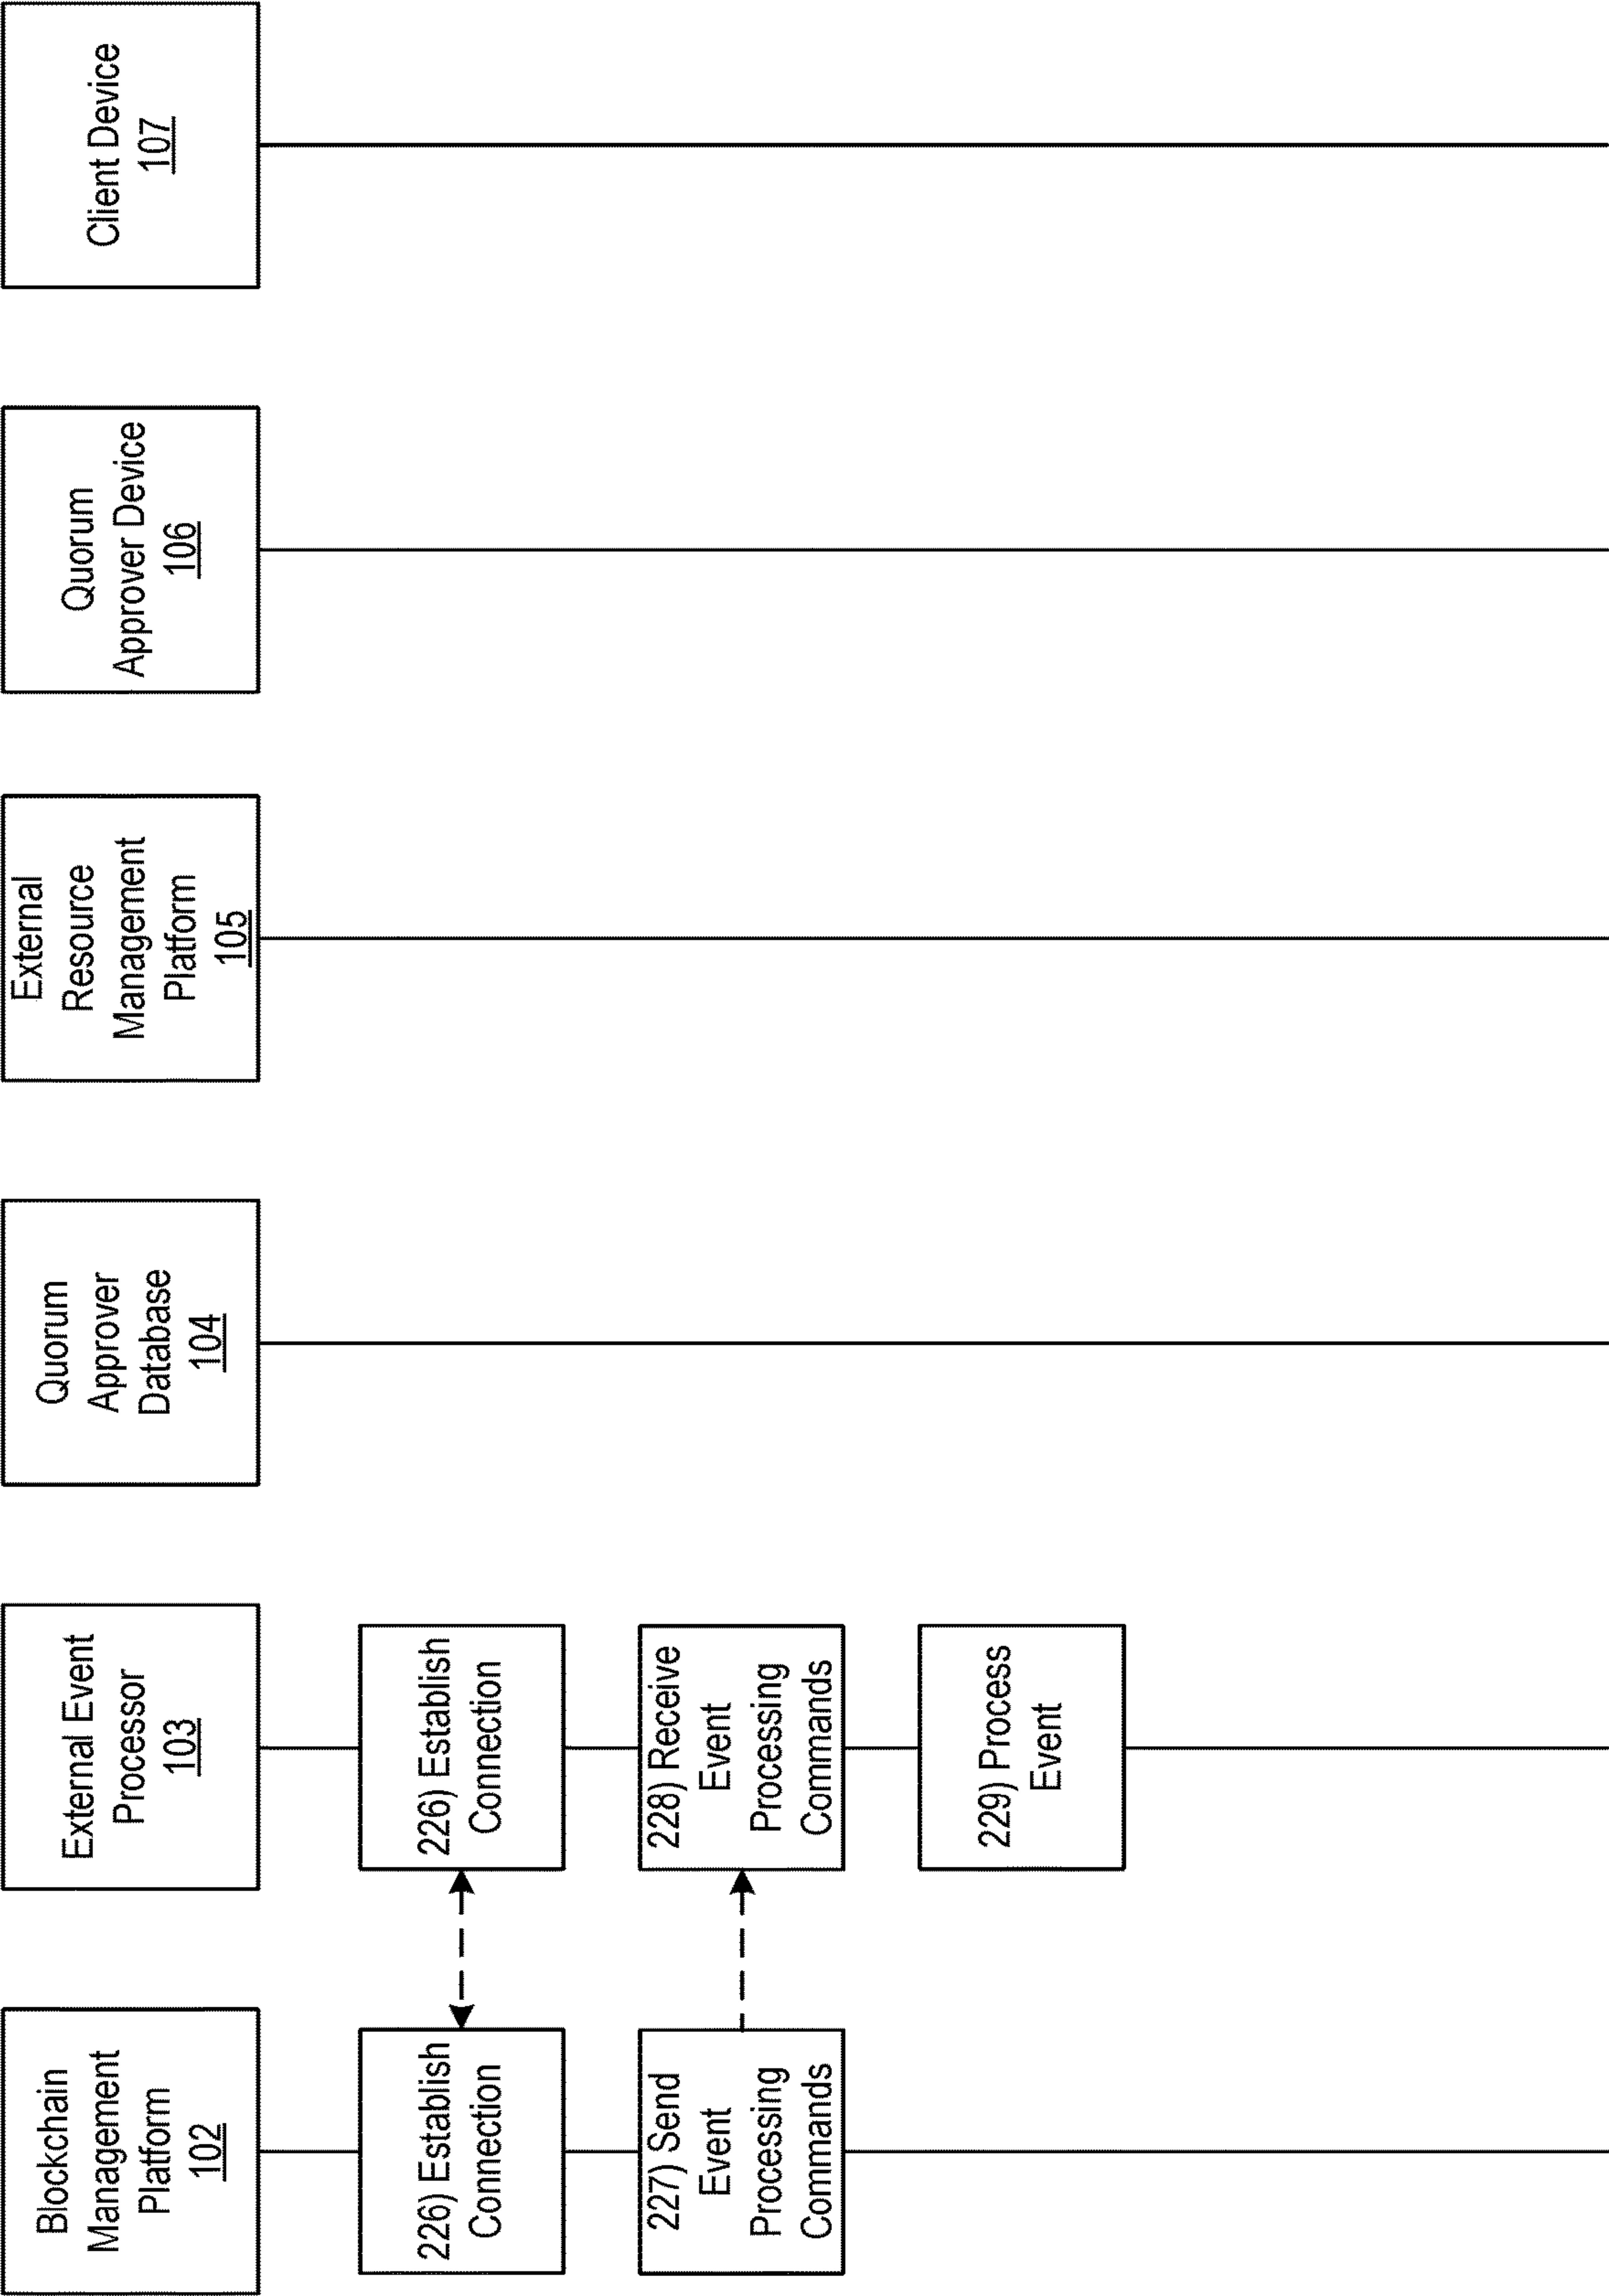 Blockchain
Management
Platform
102
External Event
Processor
103
Quorum
Approver
Database
104
External
Resource
Management
Platform
105
Quorum
Approver Device
106
Client Device
107
226) Establish
Connection
226) Establish
Connection
227) Send
Event
Processing
Commands
228) Receive
Event
Processing
Commands
229) Process
Event